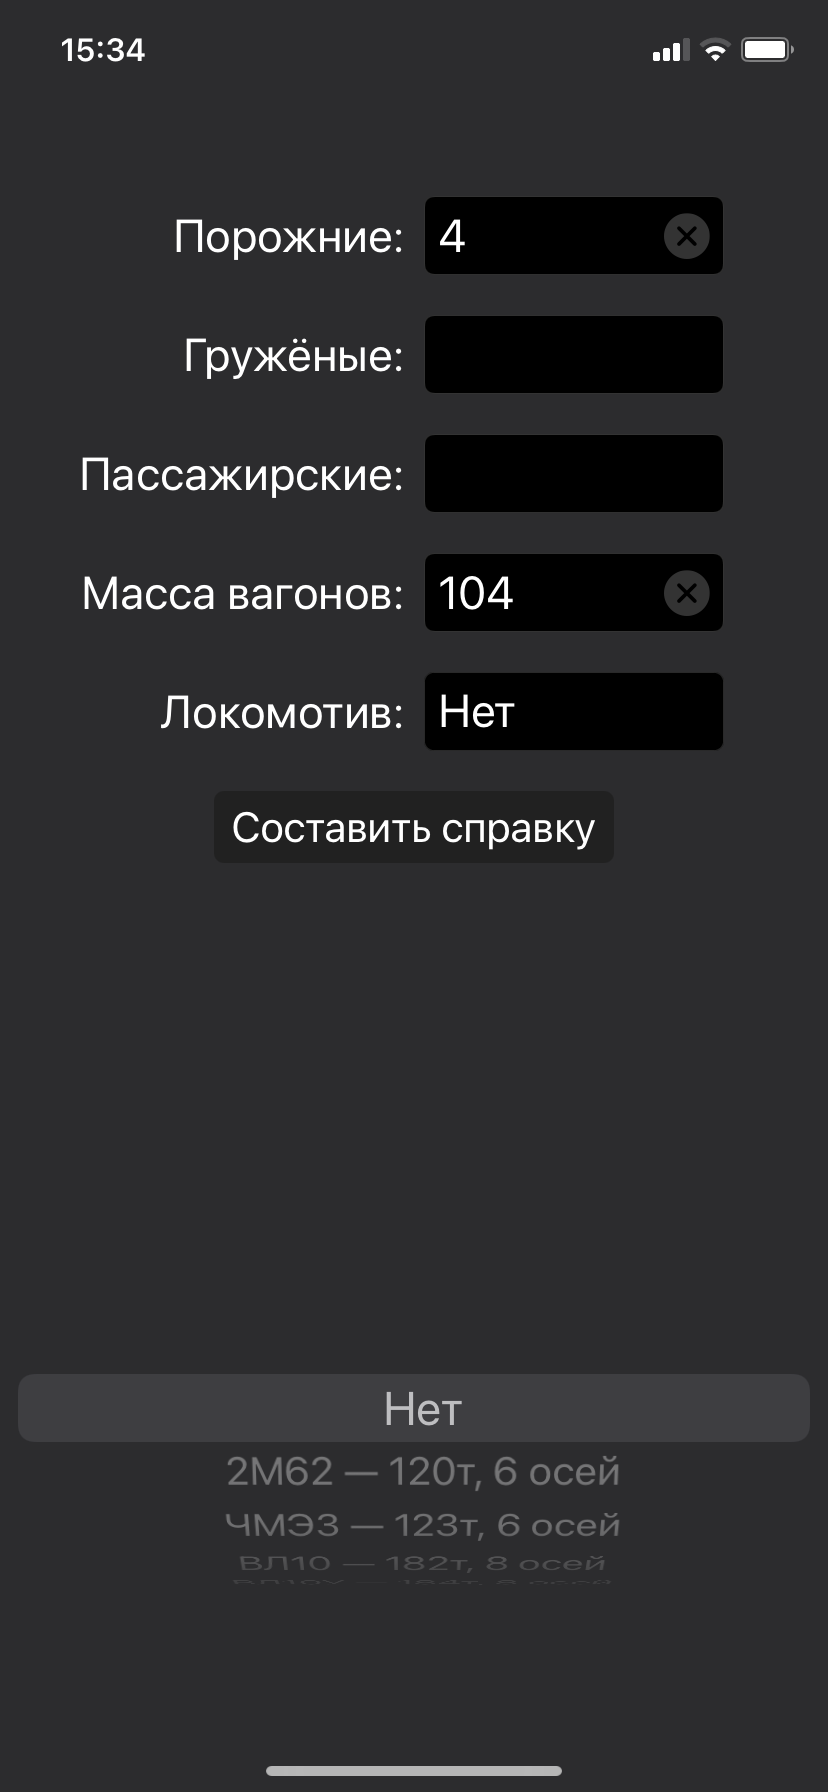 15:34
Порожние: 4
Гружёные:
Пассажирские:
Масса вагонов: 104
Локомотив: Нет
Составить справку
Нет
2М62 — 120т, 6 осей
ЧМЭ3 — 123т, 6 осей
ВЛ10 — 182т, 8 осей